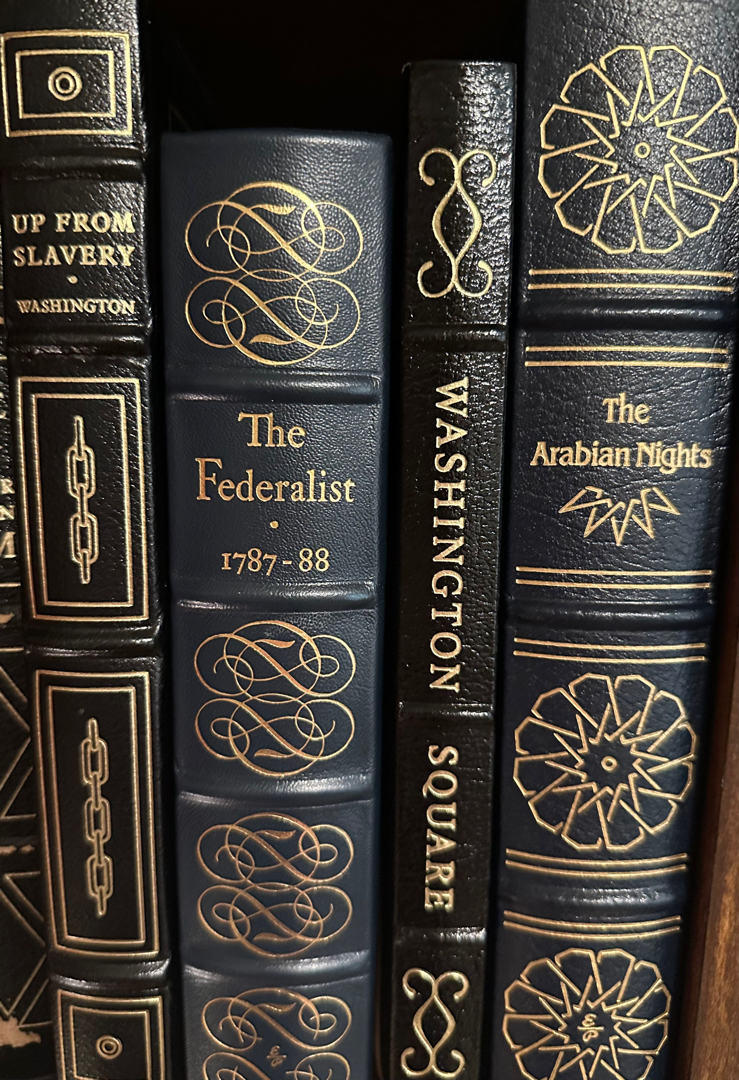 UP FROM
SLAVERY
WASHINGTON
The
Federalist
1787-88
WASHINGTON SQUARE
The
Arabian Nights